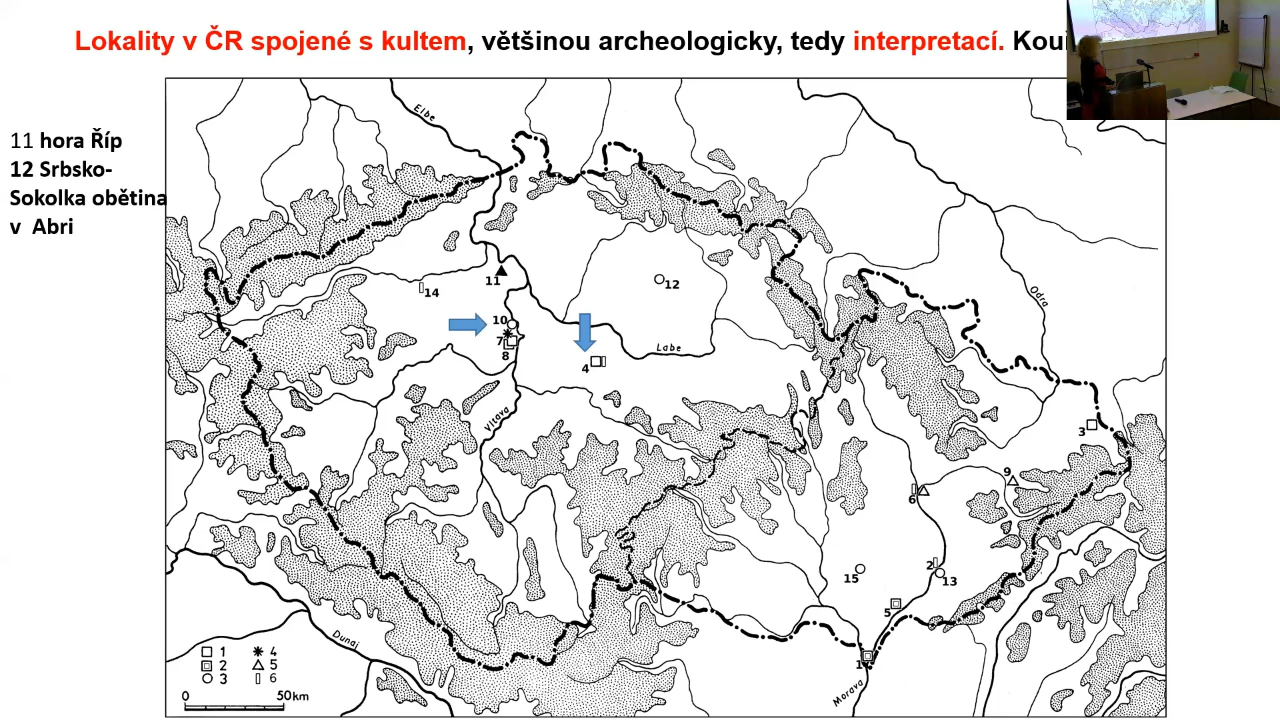 Lokality v ČR spojené s kultem, většinou archeologicky, tedy interpretací.
11 hora Říp
12 Srbsko-
Sokolka obětina
v Abri
Elbe
Odra
11
14
12
10
7
8
4
Labe
Vltava
3
9
6
2
13
15
5
1
Dunaj
Morava
1
2
3
4
5
6
0
50km